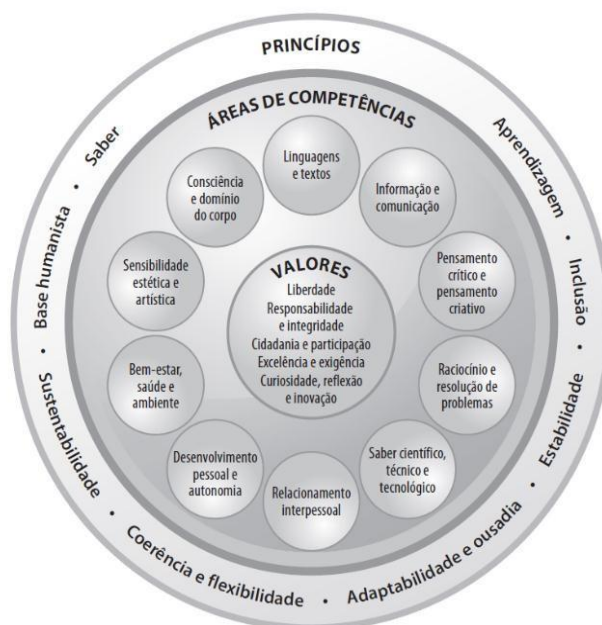 PRINCÍPIOS
Aprendizagem • Inclusão • Estabilidade • Adaptabilidade e ousadia • Coerência e flexibilidade • Sustentabilidade • Base humanista • Saber
ÁREAS DE COMPETÊNCIAS
Linguagens
e textos
Informação e
comunicação
Pensamento
crítico e
pensamento
criativo
Raciocínio e
resolução de
problemas
Saber científico,
técnico e
tecnológico
Relacionamento
interpessoal
Desenvolvimento
pessoal e
autonomia
Bem-estar,
saúde e
ambiente
Sensibilidade
estética e
artística
Consciência
e domínio
do corpo
VALORES
Liberdade
Responsabilidade
e integridade
Cidadania e participação
Excelência e exigência
Curiosidade, reflexão
e inovação